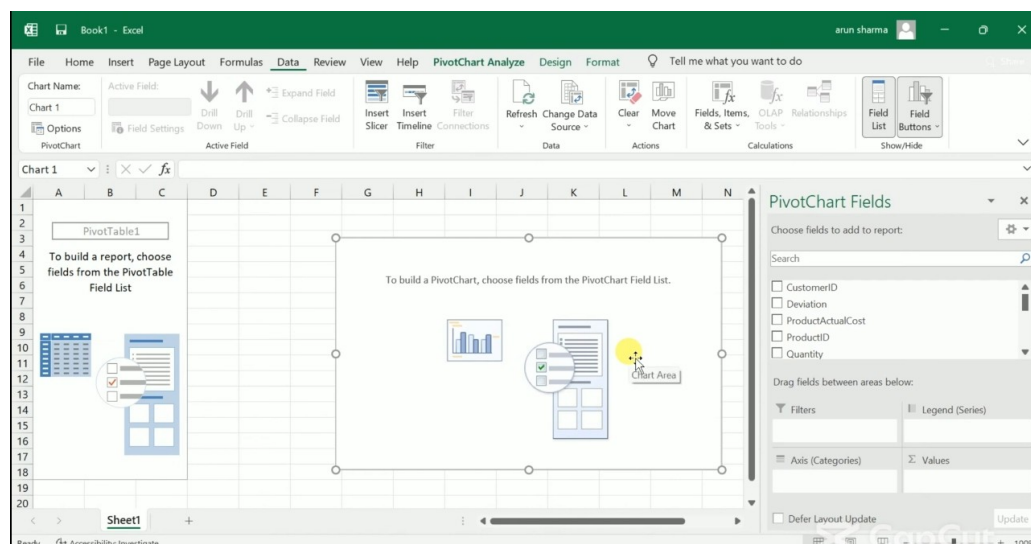 Book1 - Excel
arun sharma
File Home Insert Page Layout Formulas Data Review View Help PivotChart Analyze Design Format Tell me what you want to do
Chart Name:
Chart 1
Options
PivotChart
Active Field:
Field Settings
Drill Down
Drill Up
Expand Field
Collapse Field
Active Field
Insert Slicer
Insert Timeline
Filter Connections
Filter
Refresh
Change Data Source
Data
Clear
Move Chart
Actions
Fields, Items, & Sets
OLAP Tools
Relationships
Calculations
Field List
Field Buttons
Show/Hide
Chart 1
fx
A B C D E F G H I J K L M N
1
2
3
4
5
6
7
8
9
10
11
12
13
14
15
16
17
18
19
20
PivotTable1
To build a report, choose
fields from the PivotTable
Field List
To build a PivotChart, choose fields from the PivotChart Field List.
Chart Area
PivotChart Fields
Choose fields to add to report:
Search
CustomerID
Deviation
ProductActualCost
ProductID
Quantity
Drag fields between areas below:
Filters
Legend (Series)
Axis (Categories)
Σ Values
Defer Layout Update
Update
Sheet1
Ready
Accessibility: Investigate
CapCut
100%